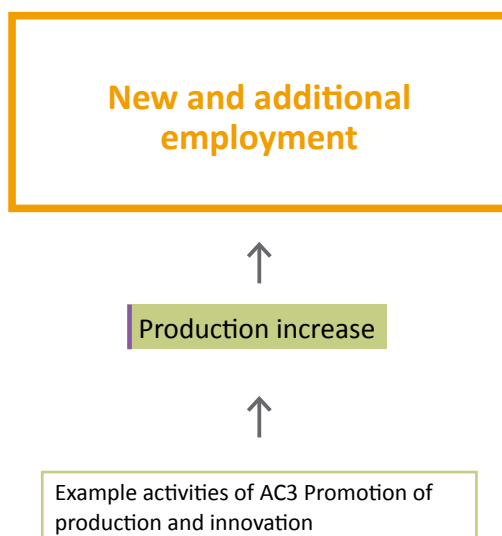 New and additional
employment
Production increase
Example activities of AC3 Promotion of
production and innovation